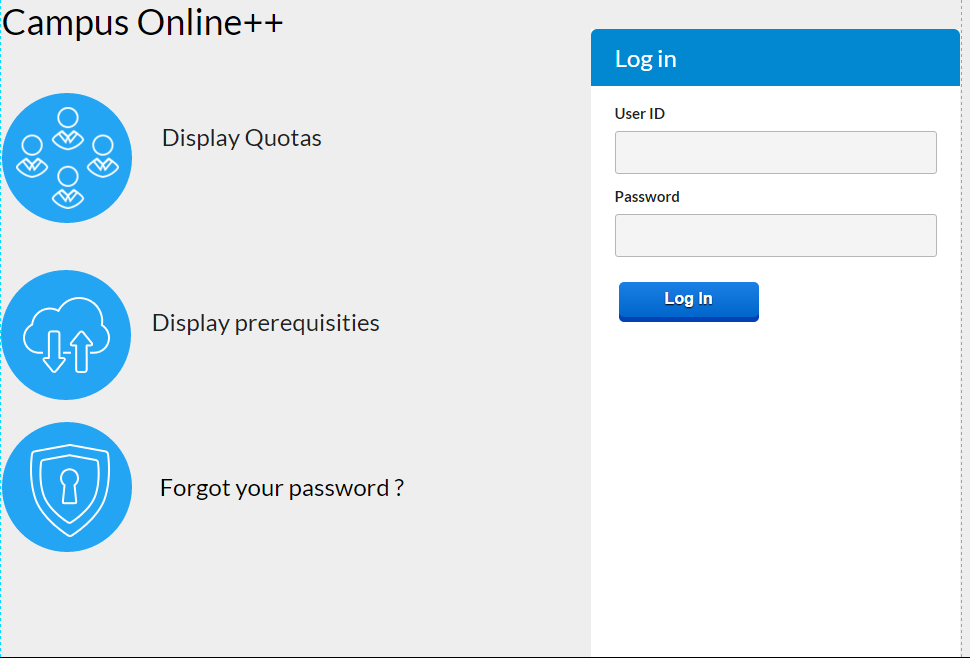 Campus Online++
Display Quotas
Display prerequisities
Forgot your password ?
Log in
User ID
Password
Log In